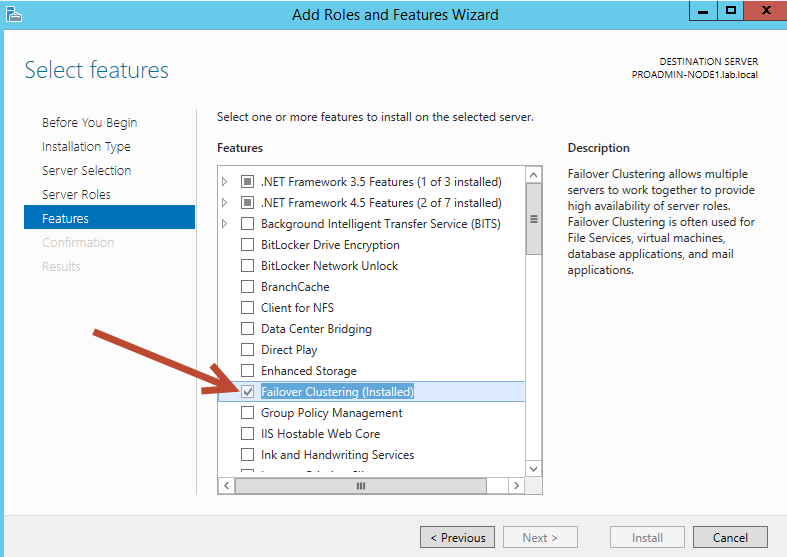 Add Roles and Features Wizard
Select features
DESTINATION SERVER
PROADMIN-NODE1.lab.local
Before You Begin
Installation Type
Server Selection
Server Roles
Features
Confirmation
Results
Select one or more features to install on the selected server.
Features
.NET Framework 3.5 Features (1 of 3 installed)
.NET Framework 4.5 Features (2 of 7 installed)
Background Intelligent Transfer Service (BITS)
BitLocker Drive Encryption
BitLocker Network Unlock
BranchCache
Client for NFS
Data Center Bridging
Direct Play
Enhanced Storage
Failover Clustering (Installed)
Group Policy Management
IIS Hostable Web Core
Ink and Handwriting Services
Description
Failover Clustering allows multiple
servers to work together to provide
high availability of server roles.
Failover Clustering is often used for
File Services, virtual machines,
database applications, and mail
applications.
< Previous
Next >
Install
Cancel